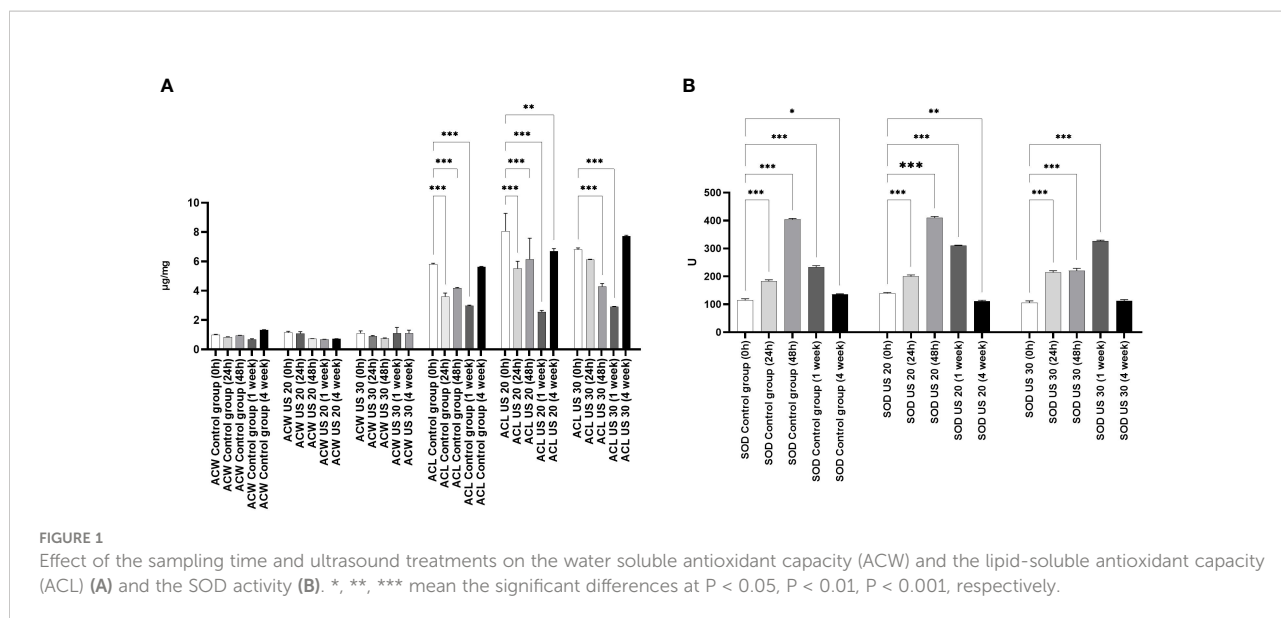 A
B
**
***
***
***
***
***
***
***
***
***
µg/mg
10
8
6
4
2
0
ACW Control group (0h)
ACW Control group (24h)
ACW Control group (48h)
ACW Control group (1 week)
ACW Control group (4 week)
ACW US 20 (0h)
ACW US 20 (24h)
ACW US 20 (48h)
ACW US 20 (1 week)
ACW US 20 (4 week)
ACW US 30 (0h)
ACW US 30 (24h)
ACW US 30 (48h)
ACW US 30 (1 week)
ACW US 30 (4 week)
ACL Control group (0h)
ACL Control group (24h)
ACL Control group (48h)
ACL Control group (1 week)
ACL Control group (4 week)
ACL US 20 (0h)
ACL US 20 (24h)
ACL US 20 (48h)
ACL US 20 (1 week)
ACL US 20 (4 week)
ACL US 30 (0h)
ACL US 30 (24h)
ACL US 30 (48h)
ACL US 30 (1 week)
ACL US 30 (4 week)
*
**
***
***
***
***
***
***
***
***
***
U
500
400
300
200
100
0
SOD Control group (0h)
SOD Control group (24h)
SOD Control group (48h)
SOD Control group (1 week)
SOD Control group (4 week)
SOD US 20 (0h)
SOD US 20 (24h)
SOD US 20 (48h)
SOD US 20 (1 week)
SOD US 20 (4 week)
SOD US 30 (0h)
SOD US 30 (24h)
SOD US 30 (48h)
SOD US 30 (1 week)
SOD US 30 (4 week)
FIGURE 1
Effect of the sampling time and ultrasound treatments on the water soluble antioxidant capacity (ACW) and the lipid-soluble antioxidant capacity
(ACL) (A) and the SOD activity (B). *, **, *** mean the significant differences at P < 0.05, P < 0.01, P < 0.001, respectively.